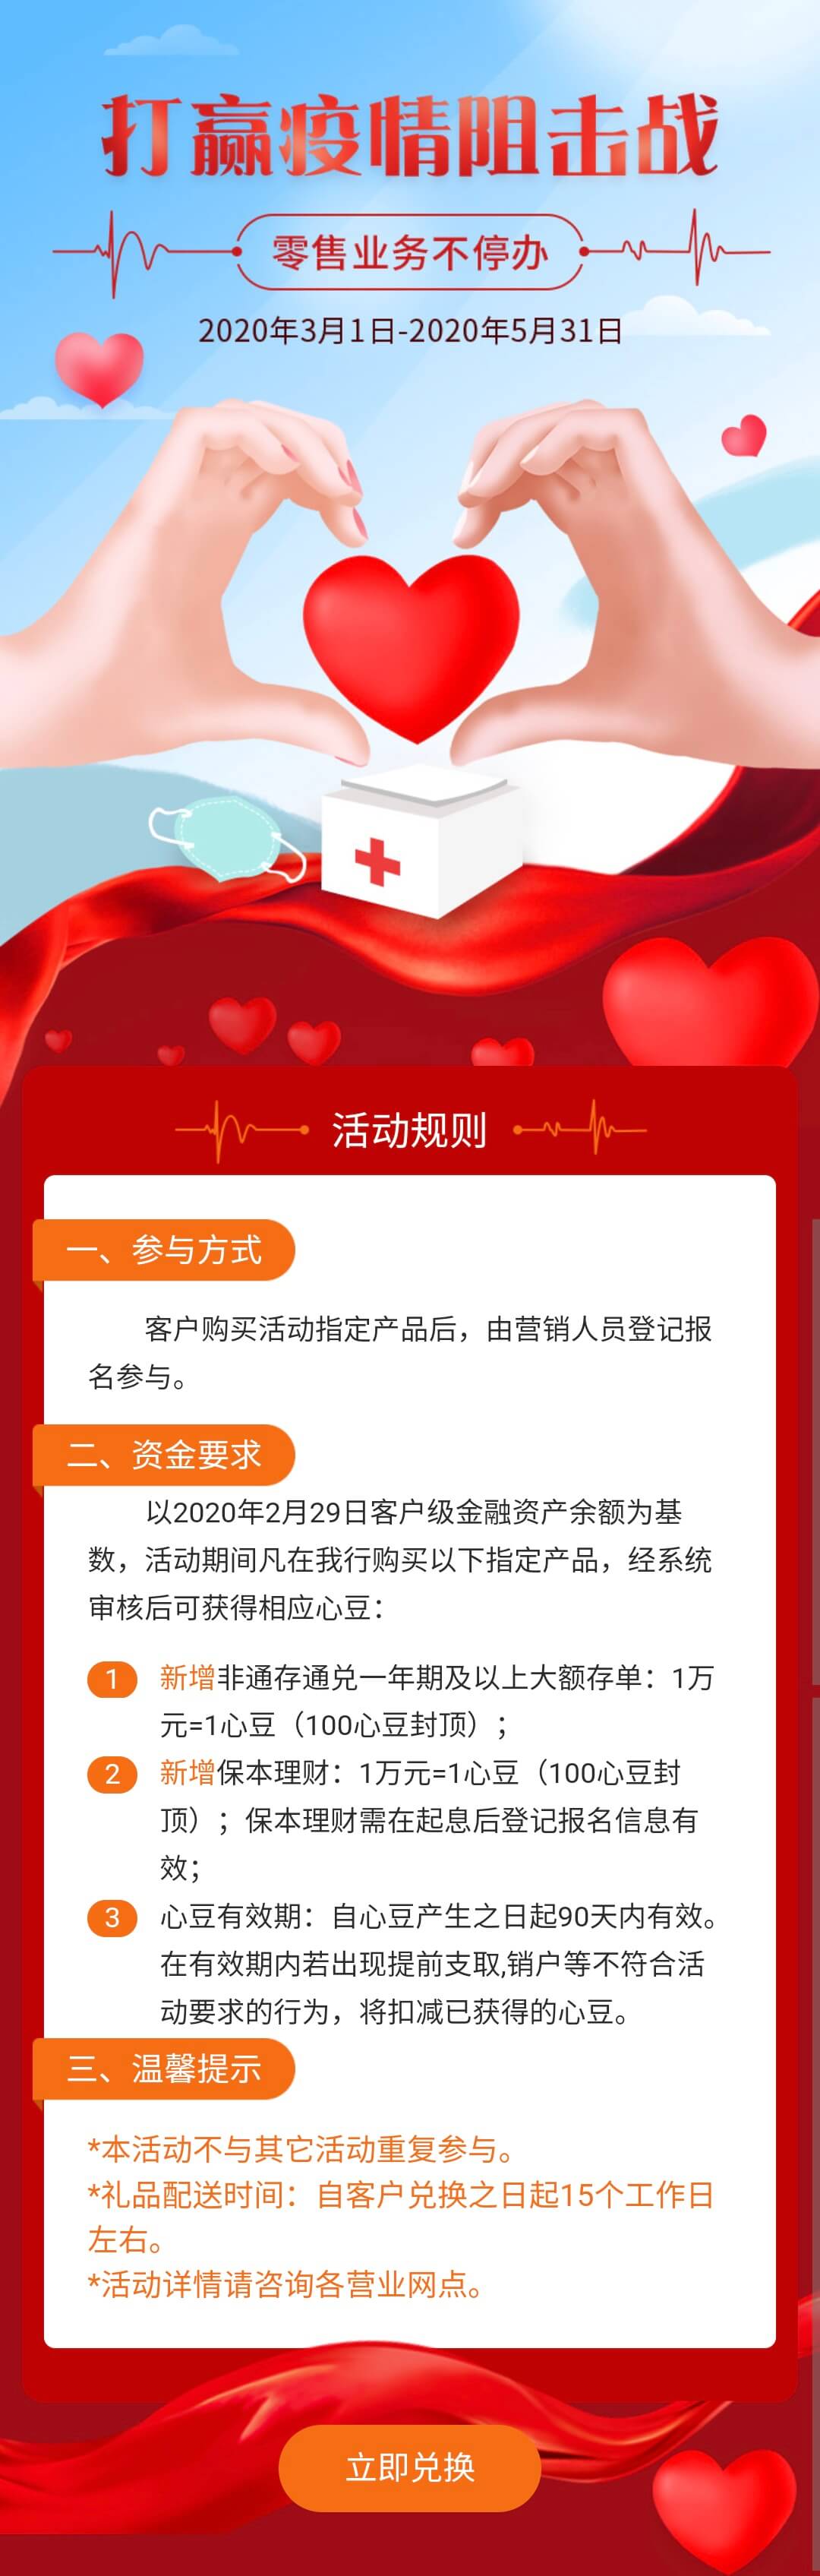 打赢疫情阻击战
零售业务不停办
2020年3月1日-2020年5月31日
活动规则
一、参与方式
客户购买活动指定产品后，由营销人员登记报
名参与。
二、资金要求
以2020年2月29日客户级金融资产余额为基
数，活动期间凡在我行购买以下指定产品，经系统
审核后可获得相应心豆：
1 新增非通存通兑一年期及以上大额存单：1万
元=1心豆（100心豆封顶）；
2 新增保本理财：1万元=1心豆（100心豆封
顶）；保本理财需在起息后登记报名信息有
效；
3 心豆有效期：自心豆产生之日起90天内有效。
在有效期内若出现提前支取,销户等不符合活
动要求的行为，将扣减已获得的心豆。
三、温馨提示
*本活动不与其它活动重复参与。
*礼品配送时间：自客户兑换之日起15个工作日
左右。
*活动详情请咨询各营业网点。
立即兑换